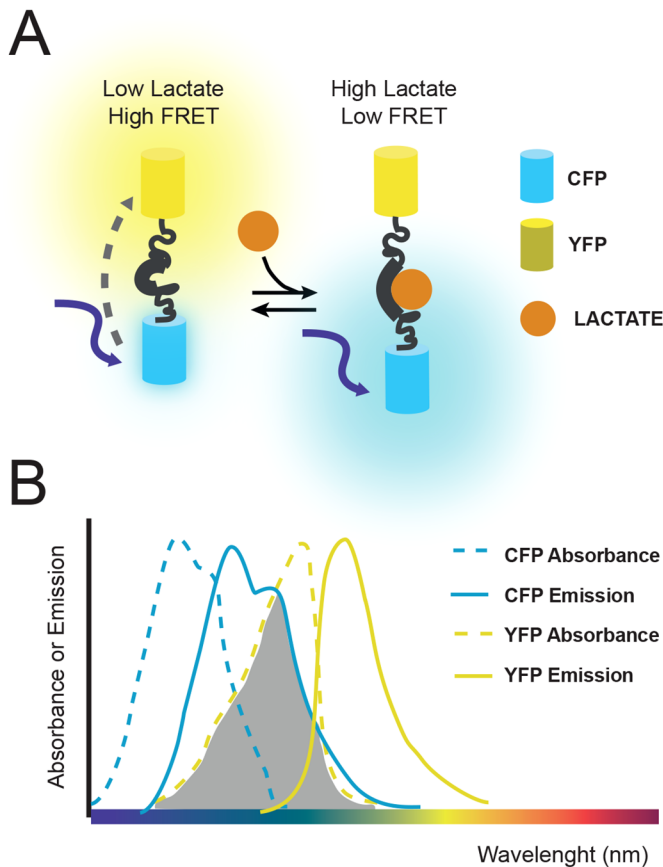 A
Low Lactate
High FRET
High Lactate
Low FRET
CFP
YFP
LACTATE
B
Absorbance or Emission
CFP Absorbance
CFP Emission
YFP Absorbance
YFP Emission
Wavelenght (nm)